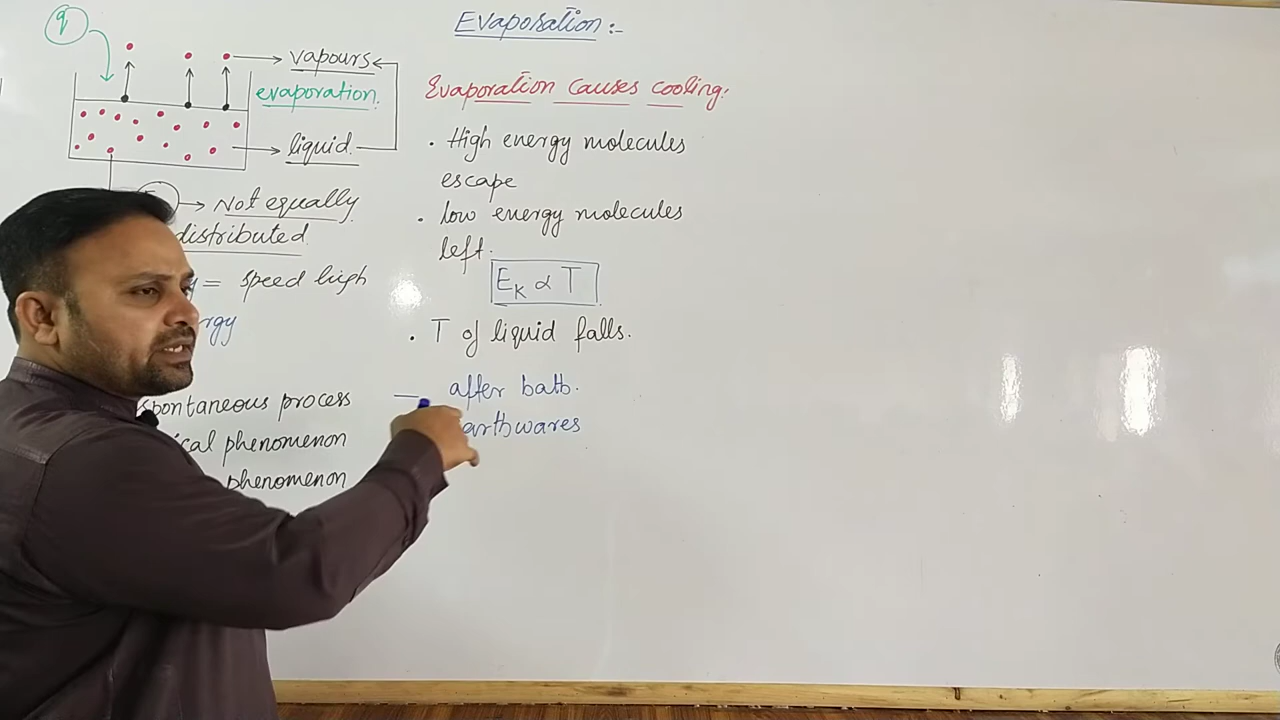 Evaporation:-
q
vapours
evaporation.
liquid.
Not equally
distributed
= speed high
spontaneous process
phenomenon
phenomenon
Evaporation causes cooling:
. High energy molecules
escape
. low energy molecules
left.
EK ∝ T
. T of liquid falls.
— after bath.
earthwares